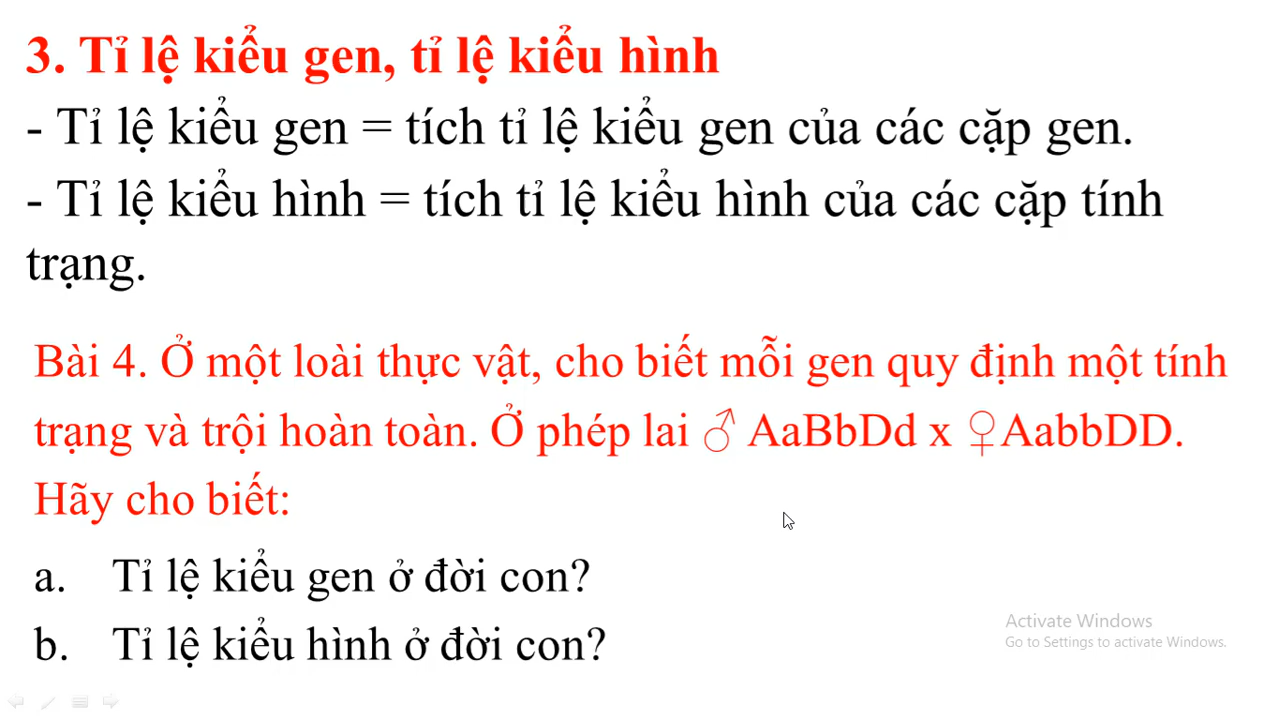 3. Tỉ lệ kiểu gen, tỉ lệ kiểu hình
- Tỉ lệ kiểu gen = tích tỉ lệ kiểu gen của các cặp gen.
- Tỉ lệ kiểu hình = tích tỉ lệ kiểu hình của các cặp tính
trạng.
Bài 4. Ở một loài thực vật, cho biết mỗi gen quy định một tính
trạng và trội hoàn toàn. Ở phép lai ♂ AaBbDd x ♀AabbDD.
Hãy cho biết:
a. Tỉ lệ kiểu gen ở đời con?
b. Tỉ lệ kiểu hình ở đời con?
Activate Windows
Go to Settings to activate Windows.